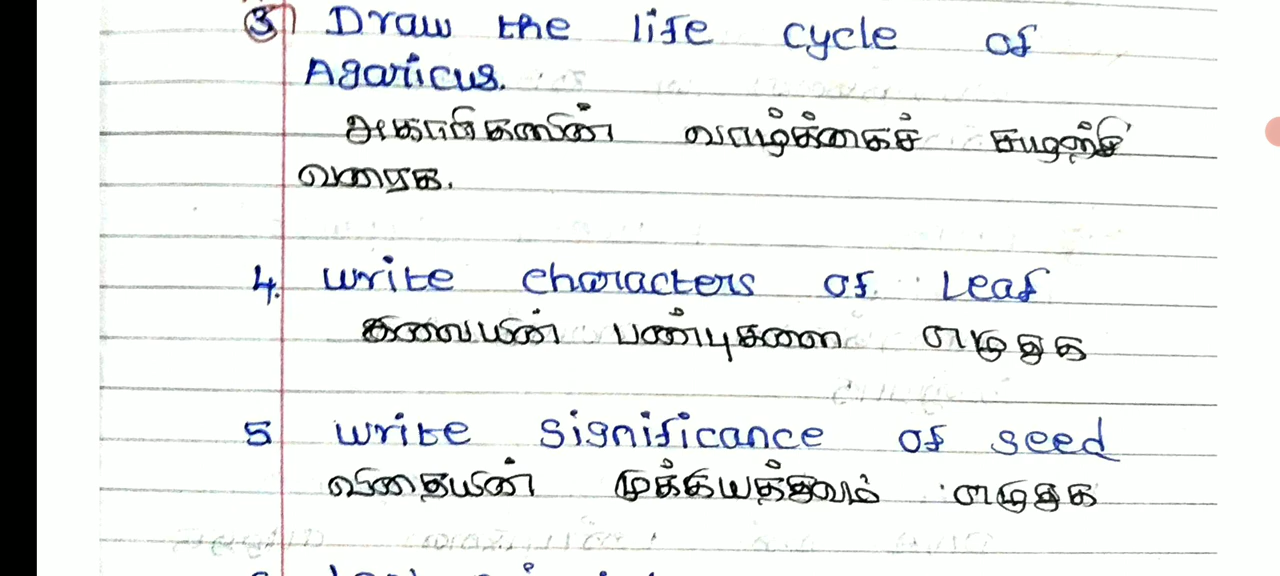 3) Draw the life cycle of
Agaricus.
அகாரிகஸின் வாழ்க்கைச் சுழற்சி
வரைக.
4. Write characters of Leaf
இலையின் பண்புகளை எழுதுக
5 Write significance of seed
விதையின் முக்கியத்துவம் எழுதுக